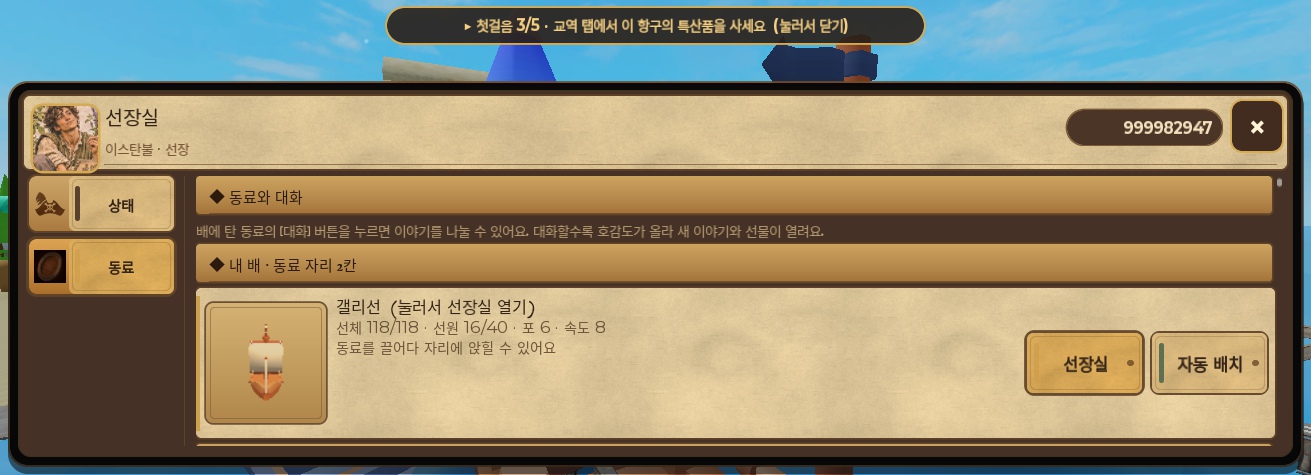 ▸ 첫걸음 3/5 · 교역 탭에서 이 항구의 특산품을 사세요 (눌러서 닫기)
선장실
이스탄불 · 선장
999982947
×
상태
동료
◆ 동료와 대화
배에 탄 동료의 [대화] 버튼을 누르면 이야기를 나눌 수 있어요. 대화할수록 호감도가 올라 새 이야기와 선물이 열려요.
◆ 내 배 · 동료 자리 2칸
갤리선 (눌러서 선장실 열기)
선체 118/118 · 선원 16/40 · 포 6 · 속도 8
동료를 끌어다 자리에 앉힐 수 있어요
선장실
자동 배치